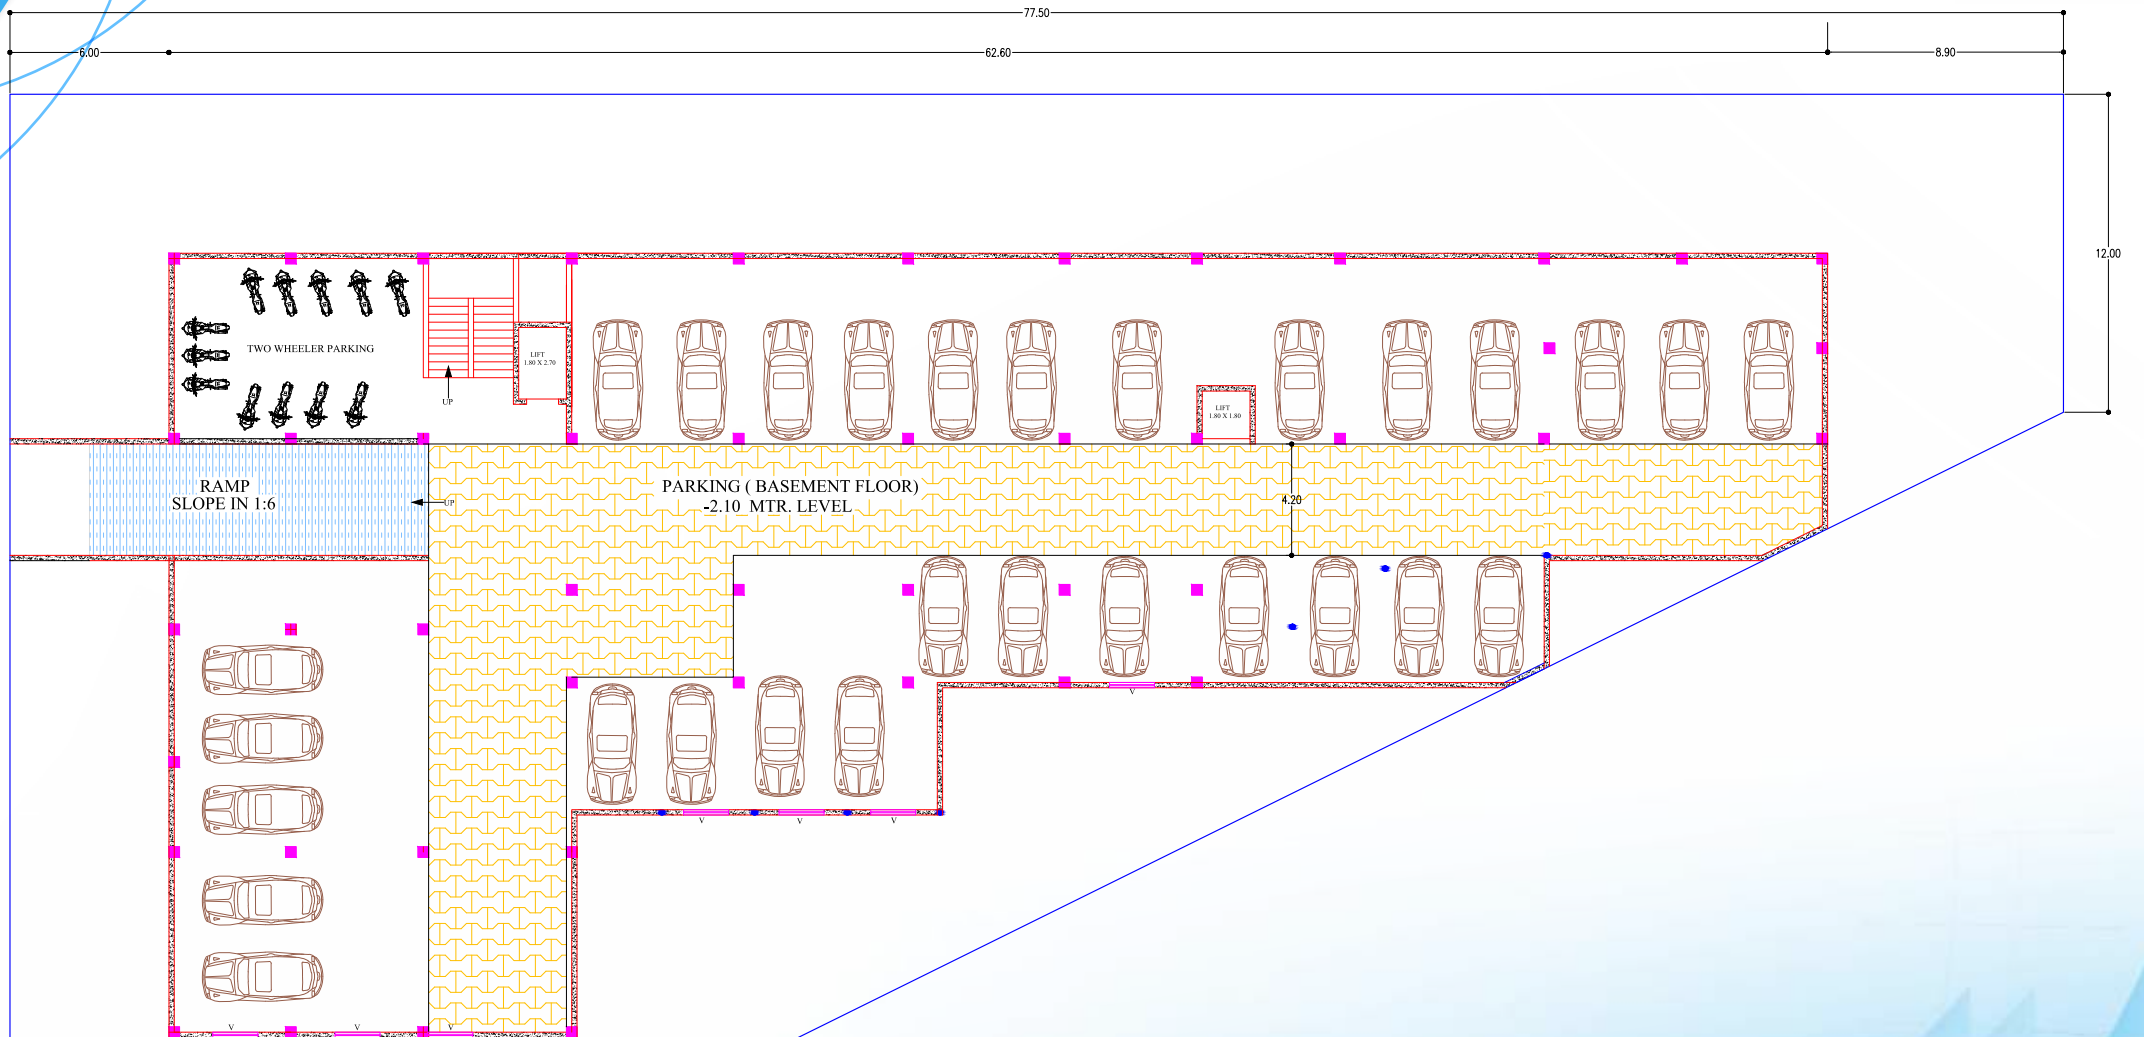 77.50
6.00
62.60
8.90
12.00
TWO WHEELER PARKING
LIFT
1.80 X 2.70
UP
LIFT
1.80 X 1.80
RAMP
SLOPE IN 1:6
UP
PARKING ( BASEMENT FLOOR)
-2.10 MTR. LEVEL
4.20
V
V
V
V
V
V
V